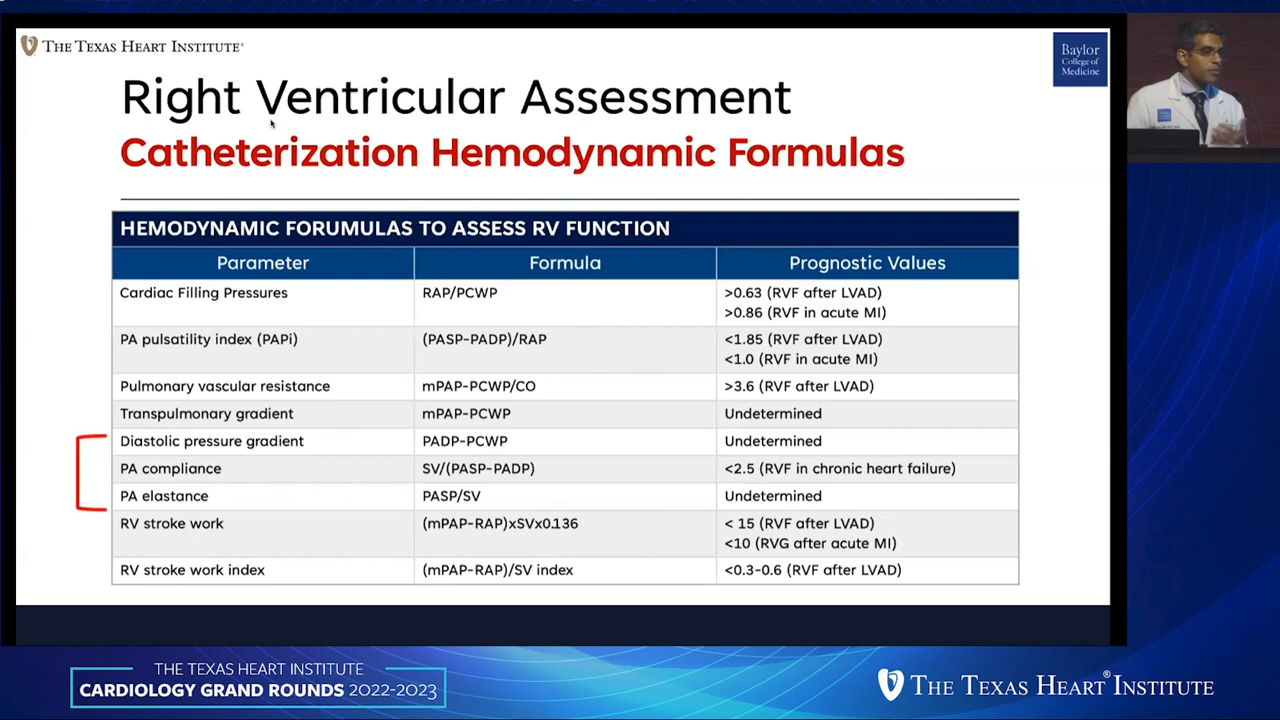 THE TEXAS HEART INSTITUTE®
Baylor
College of
Medicine
Right Ventricular Assessment
Catheterization Hemodynamic Formulas
HEMODYNAMIC FORUMULAS TO ASSESS RV FUNCTION
Parameter Formula Prognostic Values
Cardiac Filling Pressures RAP/PCWP >0.63 (RVF after LVAD)
>0.86 (RVF in acute MI)
PA pulsatility index (PAPi) (PASP-PADP)/RAP <1.85 (RVF after LVAD)
<1.0 (RVF in acute MI)
Pulmonary vascular resistance mPAP-PCWP/CO >3.6 (RVF after LVAD)
Transpulmonary gradient mPAP-PCWP Undetermined
Diastolic pressure gradient PADP-PCWP Undetermined
PA compliance SV/(PASP-PADP) <2.5 (RVF in chronic heart failure)
PA elastance PASP/SV Undetermined
RV stroke work (mPAP-RAP)xSVx0.136 < 15 (RVF after LVAD)
<10 (RVG after acute MI)
RV stroke work index (mPAP-RAP)/SV index <0.3-0.6 (RVF after LVAD)
THE TEXAS HEART INSTITUTE
CARDIOLOGY GRAND ROUNDS 2022-2023
THE TEXAS HEART® INSTITUTE